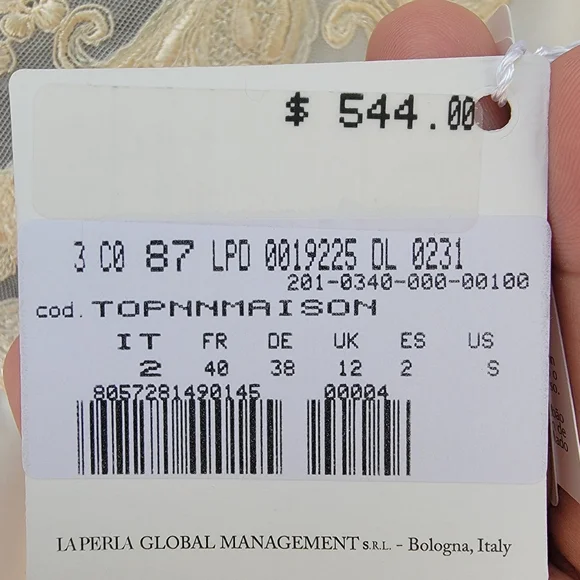 $ 544.00
3 C0 87 LPD 0019225 DL 0231
201-0340-000-00100
cod. TOPNNMAISON
IT FR DE UK ES US
2 40 38 12 2 S
8057281490145 00004
LA PERLA GLOBAL MANAGEMENT S.R.L. - Bologna, Italy